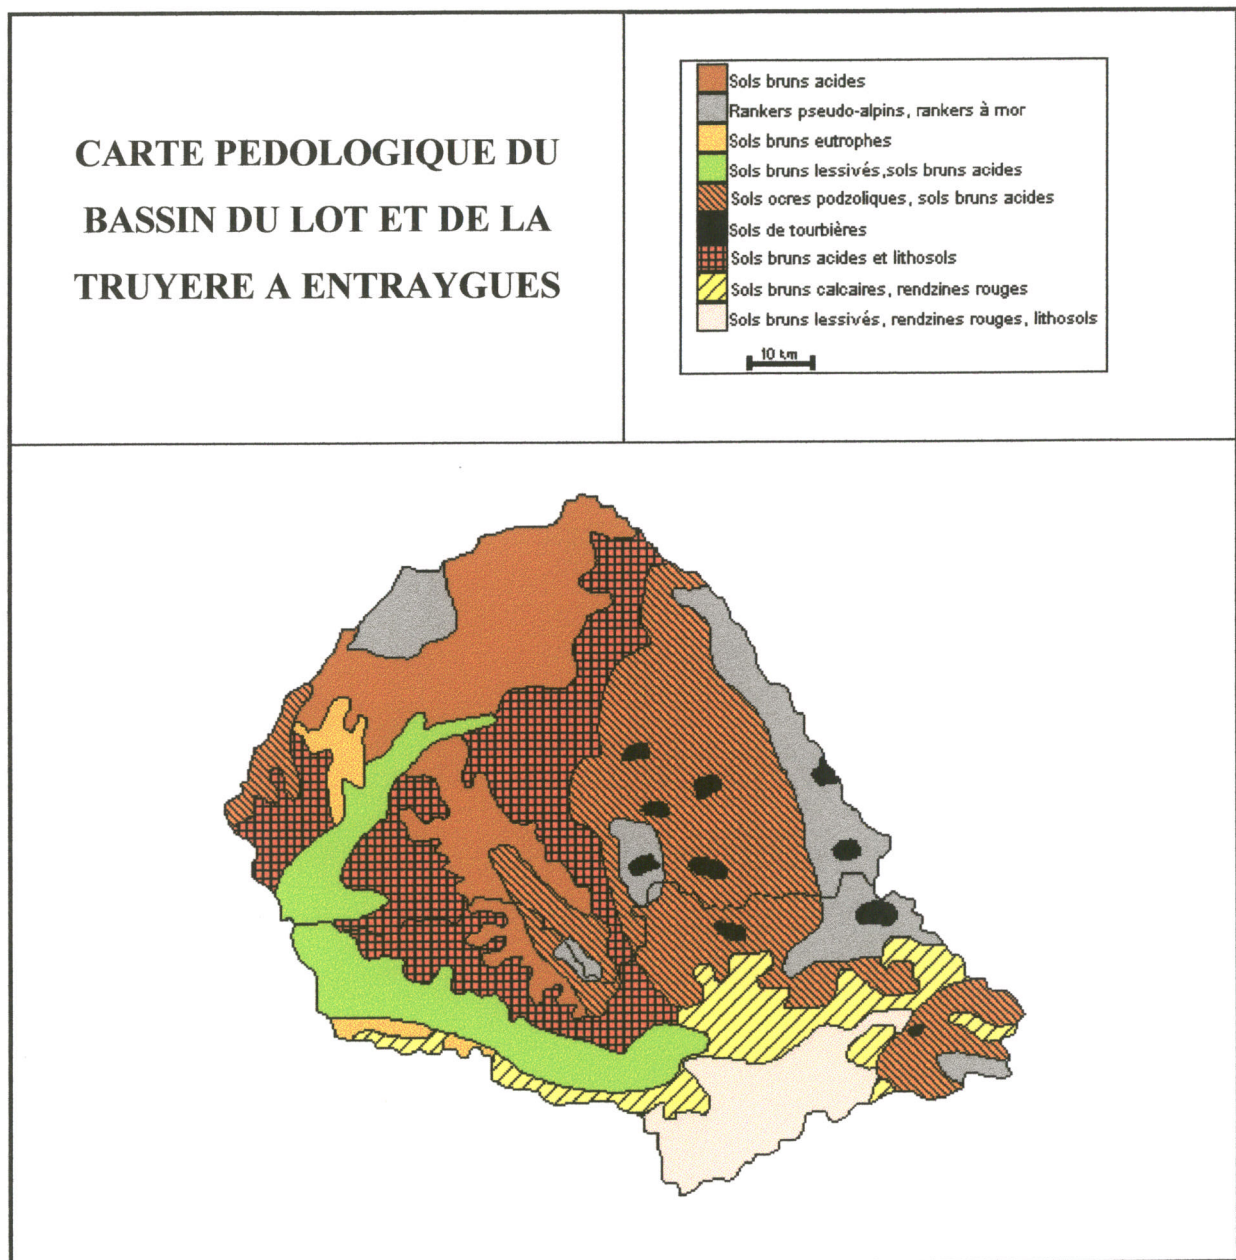 CARTE PEDOLOGIQUE DU
BASSIN DU LOT ET DE LA
TRUYERE A ENTRAYGUES
Sols bruns acides
Rankers pseudo-alpins, rankers à mor
Sols bruns eutrophes
Sols bruns lessivés,sols bruns acides
Sols ocres podzoliques, sols bruns acides
Sols de tourbières
Sols bruns acides et lithosols
Sols bruns calcaires, rendzines rouges
Sols bruns lessivés, rendzines rouges, lithosols
10 km